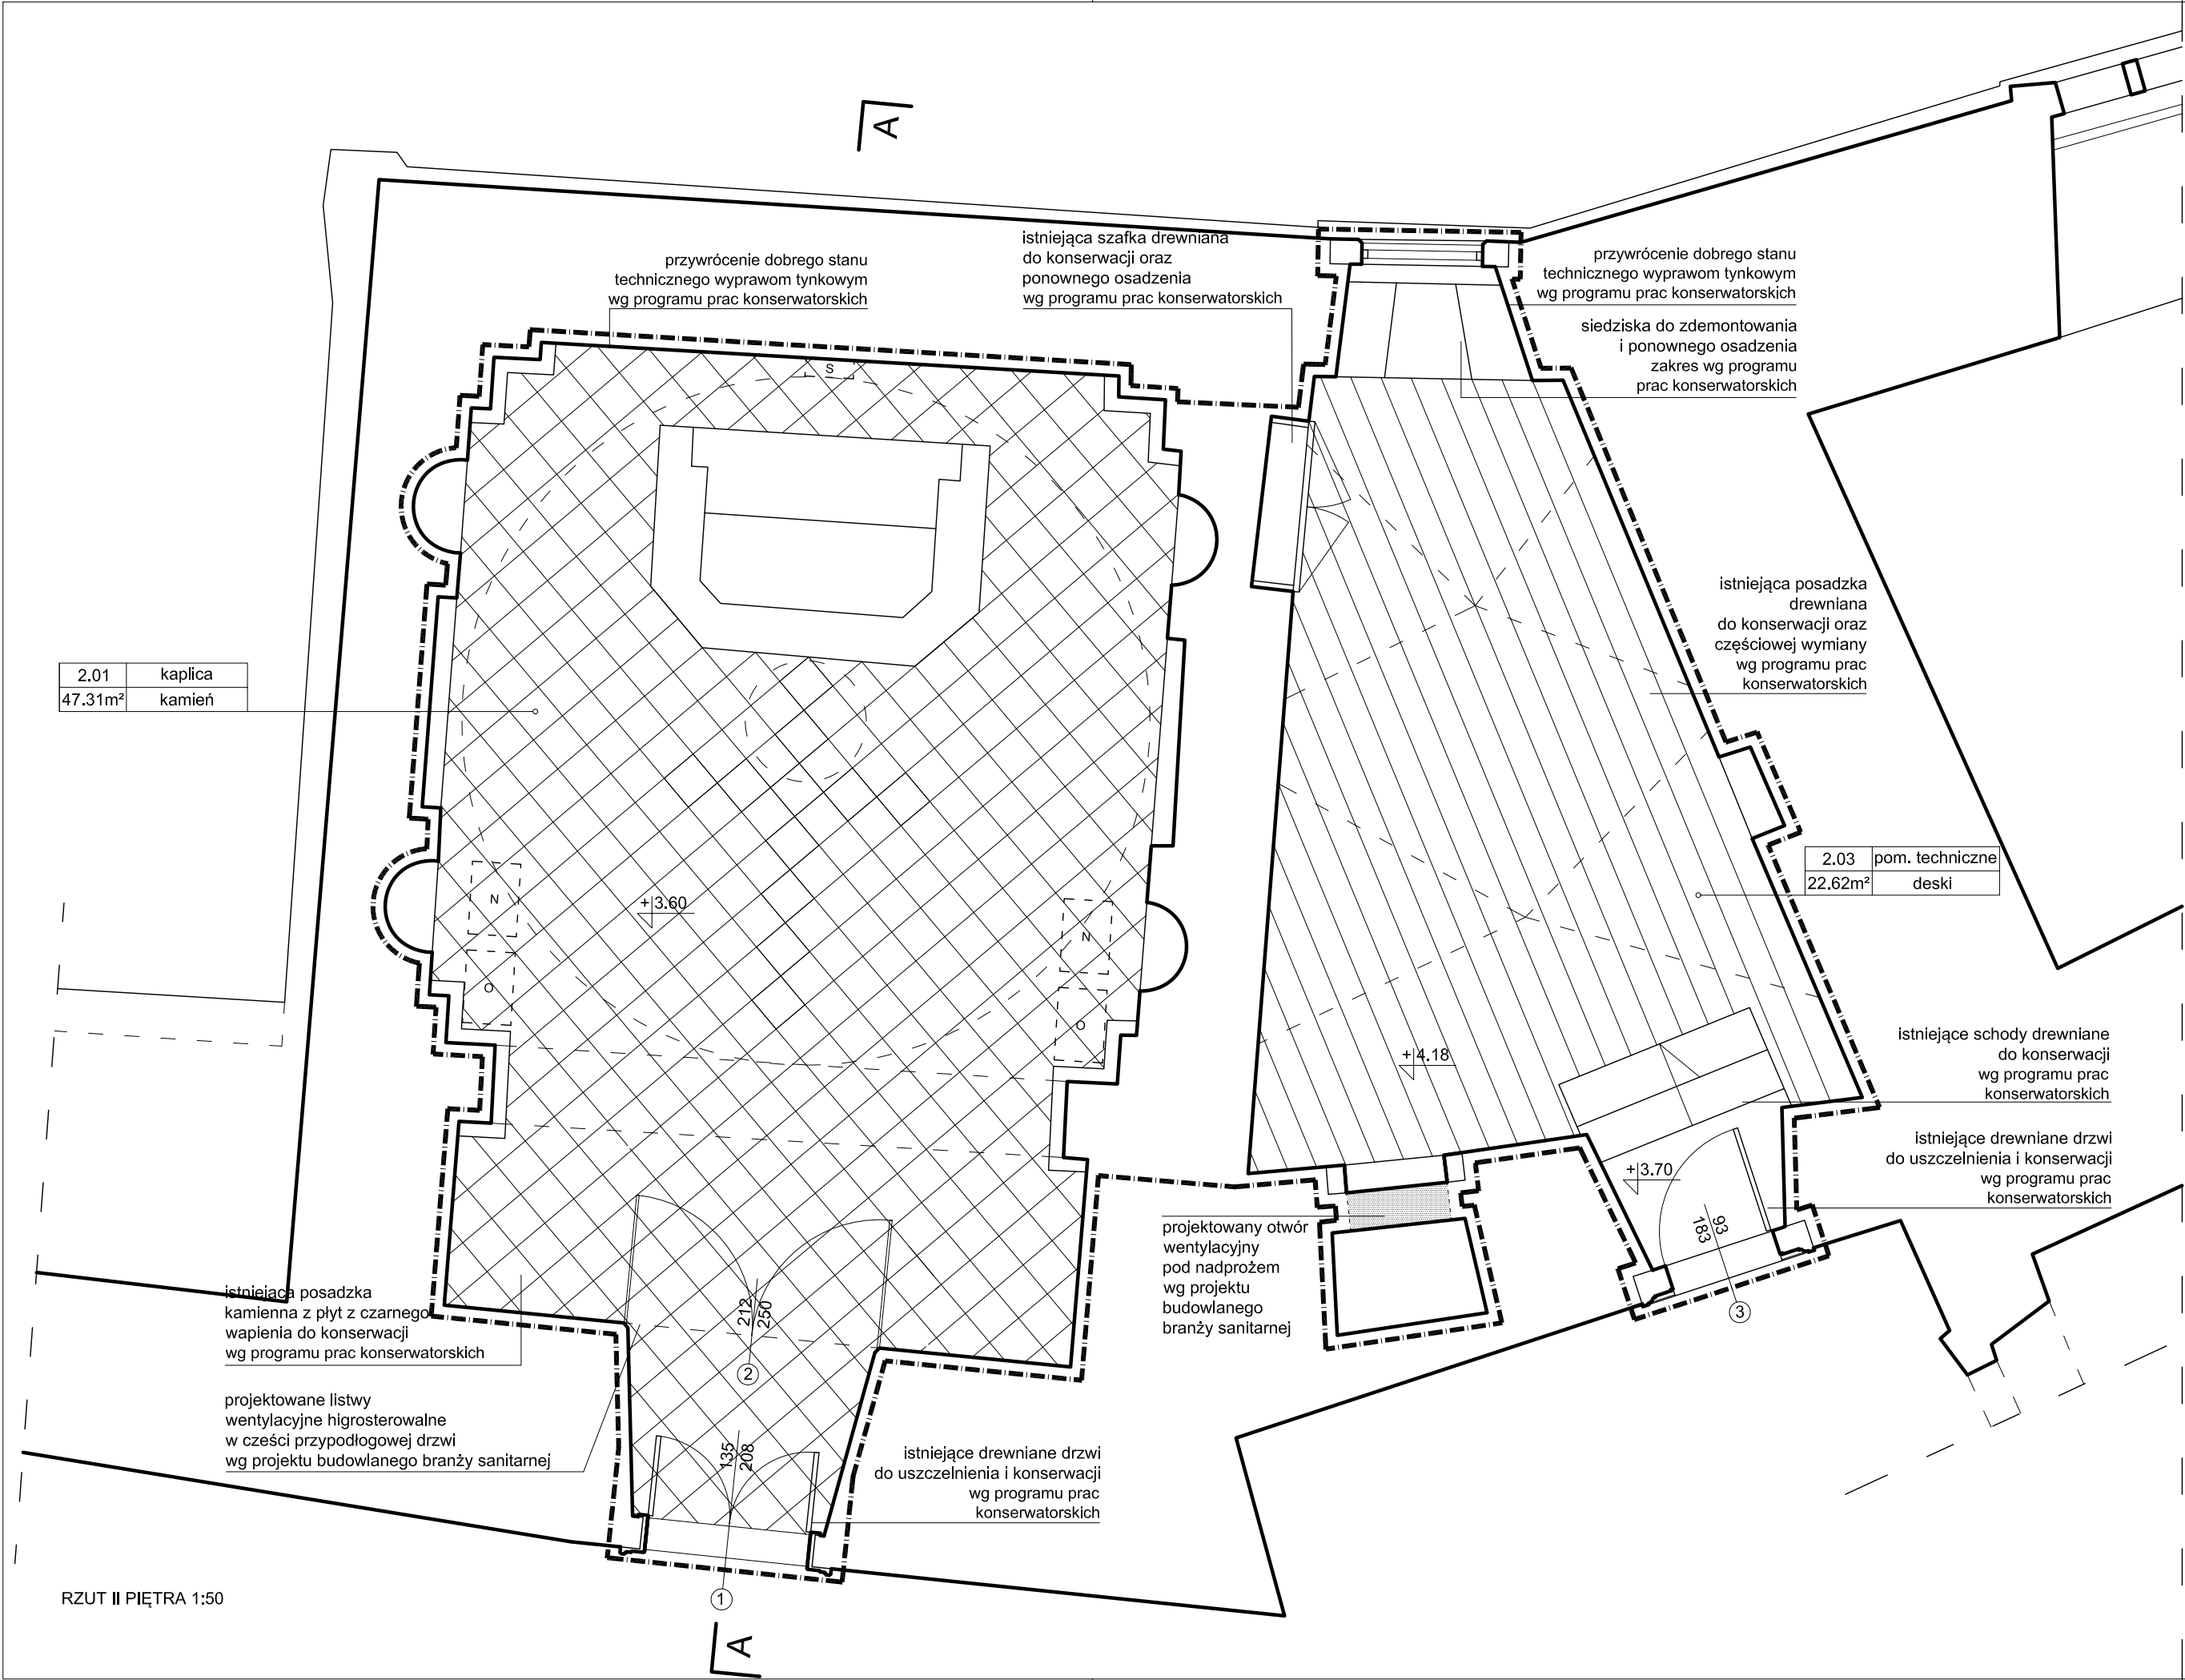 A
przywrócenie dobrego stanu
technicznego wyprawom tynkowym
wg programu prac konserwatorskich
istniejąca szafka drewniana
do konserwacji oraz
ponownego osadzenia
wg programu prac konserwatorskich
przywrócenie dobrego stanu
technicznego wyprawom tynkowym
wg programu prac konserwatorskich
siedziska do zdemontowania
i ponownego osadzenia
zakres wg programu
prac konserwatorskich
S
istniejąca posadzka
drewniana
do konserwacji oraz
częściowej wymiany
wg programu prac
konserwatorskich
2.01 kaplica
47.31m² kamień
2.03 pom. techniczne
22.62m² deski
N
O
+3.60
N
O
+4.18
istniejące schody drewniane
do konserwacji
wg programu prac
konserwatorskich
istniejące drewniane drzwi
do uszczelnienia i konserwacji
wg programu prac
konserwatorskich
+3.70
93
183
3
projektowany otwór
wentylacyjny
pod nadprożem
wg projektu
budowlanego
branży sanitarnej
istniejąca posadzka
kamienna z płyt z czarnego
wapienia do konserwacji
wg programu prac konserwatorskich
212
250
2
projektowane listwy
wentylacyjne higrosterowalne
w cześci przypodłogowej drzwi
wg projektu budowlanego branży sanitarnej
135
208
istniejące drewniane drzwi
do uszczelnienia i konserwacji
wg programu prac
konserwatorskich
1
RZUT II PIĘTRA 1:50
A